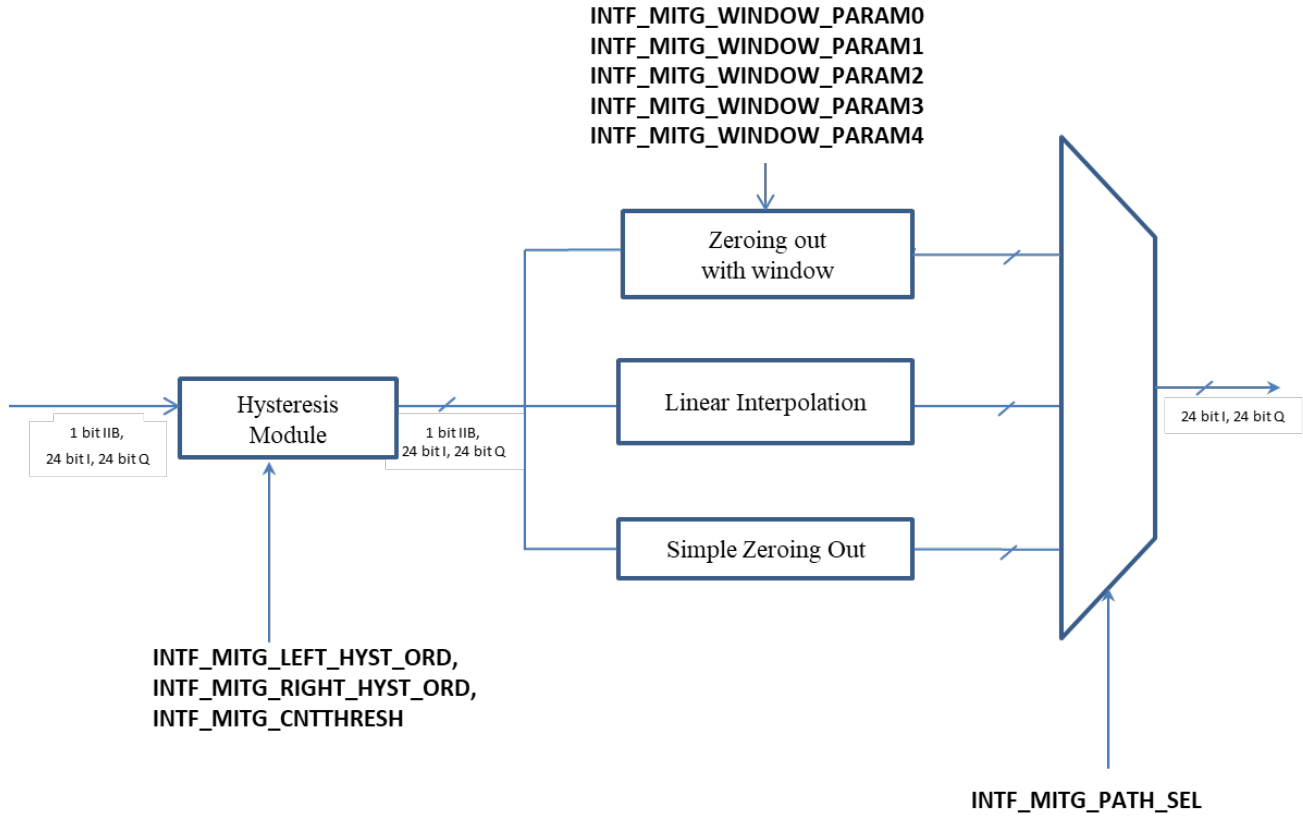 INTF_MITG_WINDOW_PARAM0
INTF_MITG_WINDOW_PARAM1
INTF_MITG_WINDOW_PARAM2
INTF_MITG_WINDOW_PARAM3
INTF_MITG_WINDOW_PARAM4
Zeroing out
with window
Hysteresis
Module
Linear Interpolation
1 bit IIB,
24 bit I, 24 bit Q
1 bit IIB,
24 bit I, 24 bit Q
24 bit I, 24 bit Q
Simple Zeroing Out
INTF_MITG_LEFT_HYST_ORD,
INTF_MITG_RIGHT_HYST_ORD,
INTF_MITG_CNTTHRESH
INTF_MITG_PATH_SEL